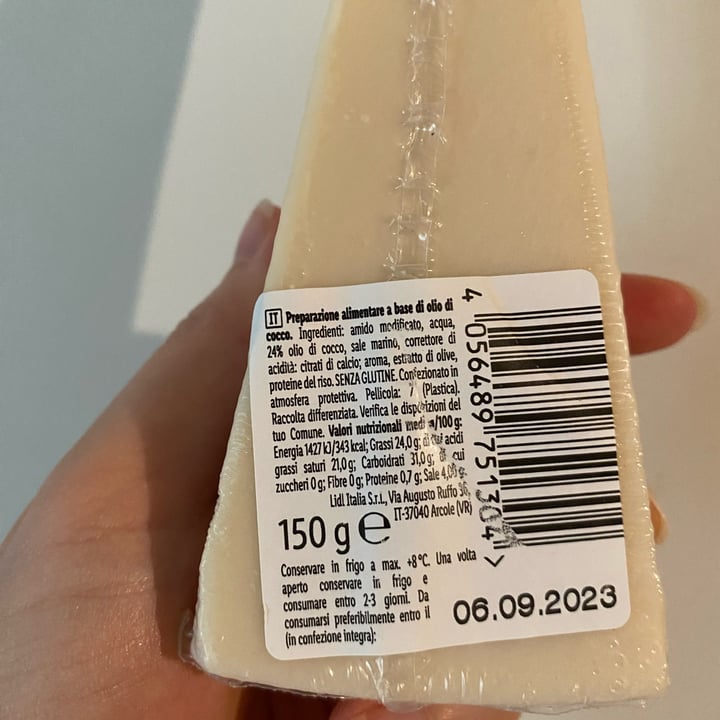 IT Preparazione alimentare a base di olio di
cocco. Ingredienti: amido modificato, acqua,
24% olio di cocco, sale marino, correttore di
acidità: citrati di calcio; aroma, estratto di olive,
proteine del riso. SENZA GLUTINE. Confezionato in
atmosfera protettiva. Pellicola: 7 (Plastica).
Raccolta differenziata. Verifica le disposizioni del
tuo Comune. Valori nutrizionali medi a/100 g:
Energia 1427 kJ/343 kcal; Grassi 24,0 g; di cui acidi
grassi saturi 21,0 g; Carboidrati 31,0 g; di cui
zuccheri 0 g; Fibre 0 g; Proteine 0,7 g; Sale 4,00 g.
Lidl Italia S.r.l., Via Augusto Ruffo 36,
IT-37040 Arcole (VR)
150 g e
Conservare in frigo a max. +8°C. Una volta
aperto conservare in frigo e
consumare entro 2-3 giorni. Da
consumarsi preferibilmente entro il
(in confezione integra):
06.09.2023
4 056489 751304 >